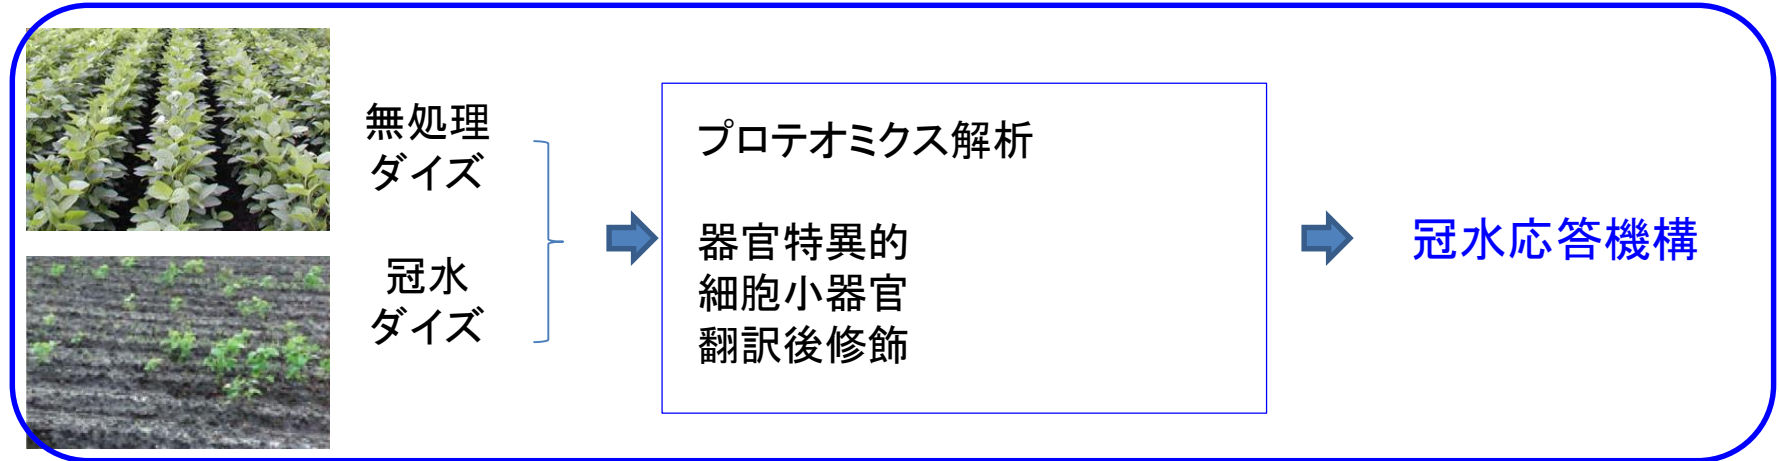 無処理
ダイズ
冠水
ダイズ
プロテオミクス解析
器官特異的
細胞小器官
翻訳後修飾
冠水応答機構